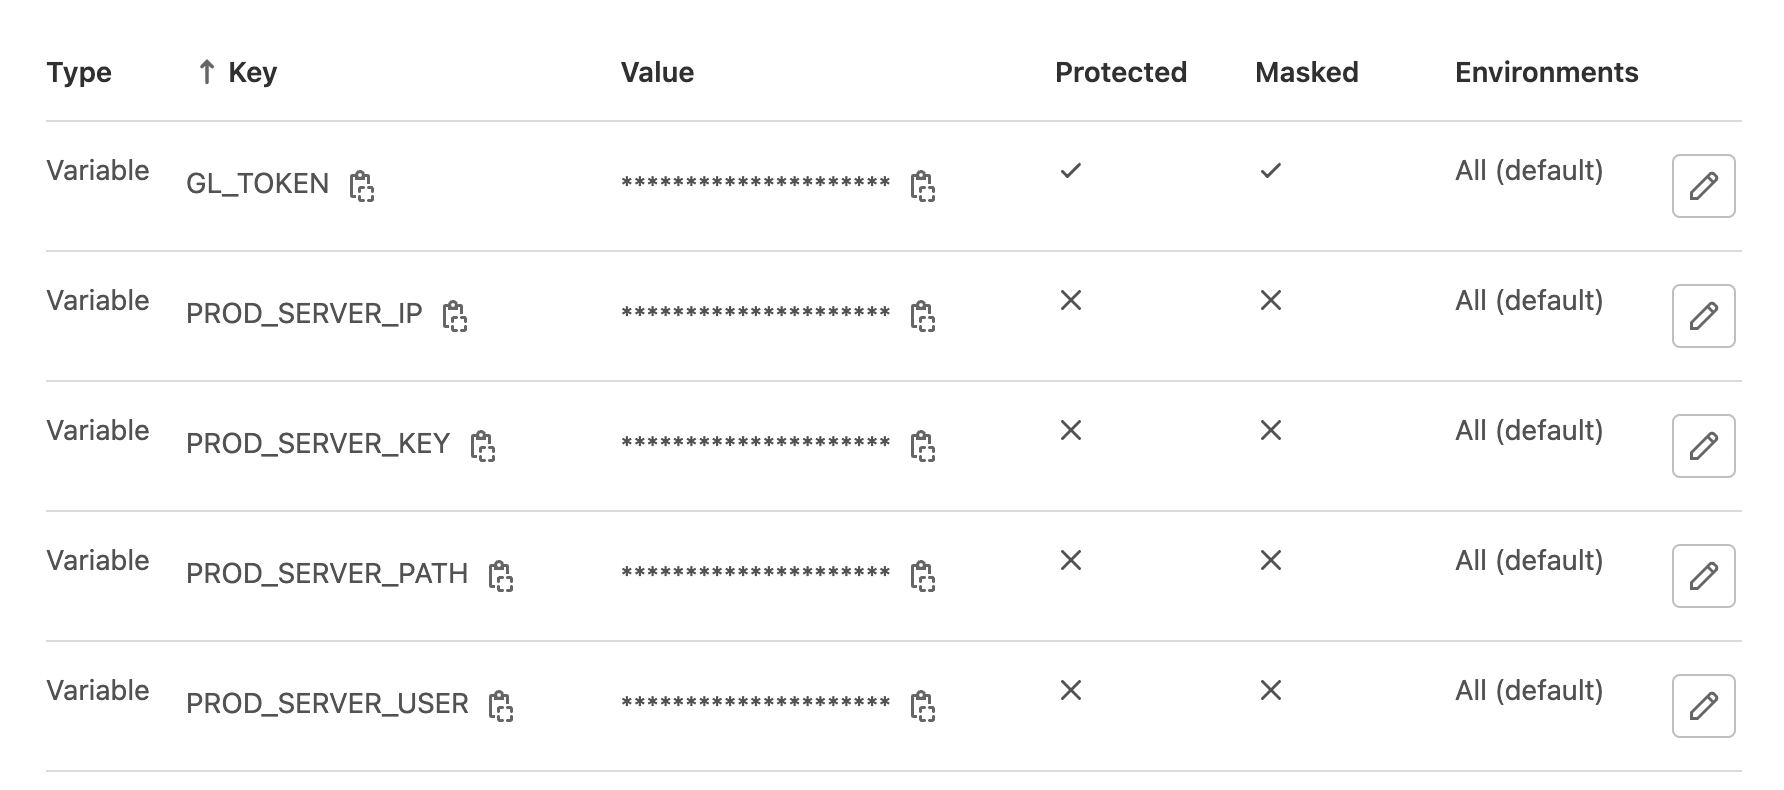 Type ↑ Key Value Protected Masked Environments
Variable GL_TOKEN ********************* ✓ ✓ All (default)
Variable PROD_SERVER_IP ********************* × × All (default)
Variable PROD_SERVER_KEY ********************* × × All (default)
Variable PROD_SERVER_PATH ********************* × × All (default)
Variable PROD_SERVER_USER ********************* × × All (default)